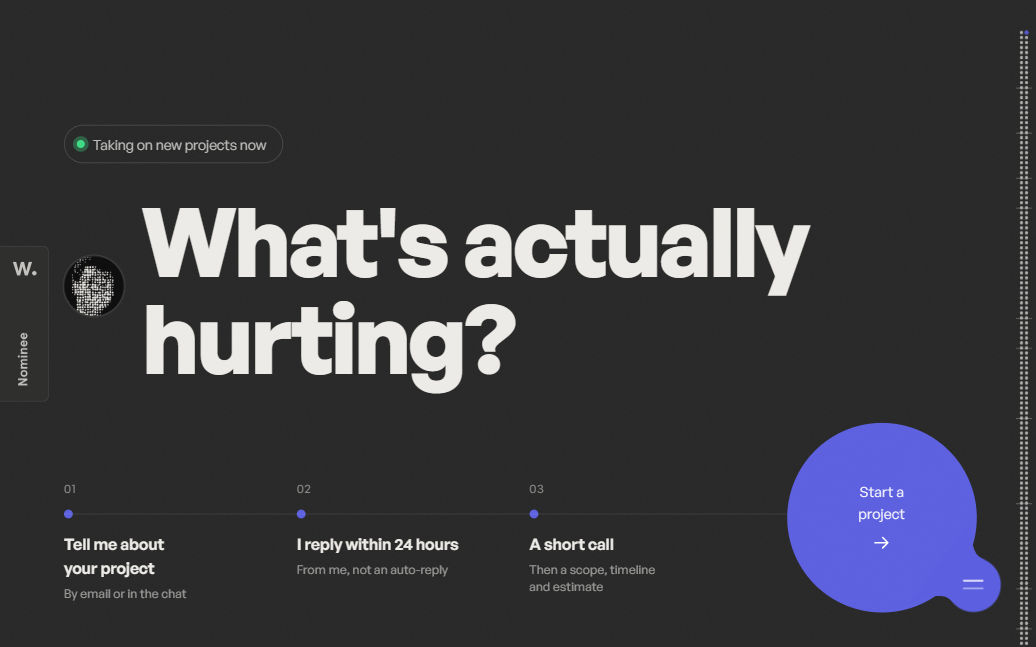 Taking on new projects now
What's actually
hurting?
W.
Nominee
01
Tell me about
your project
By email or in the chat
02
I reply within 24 hours
From me, not an auto-reply
03
A short call
Then a scope, timeline
and estimate
Start a
project
→